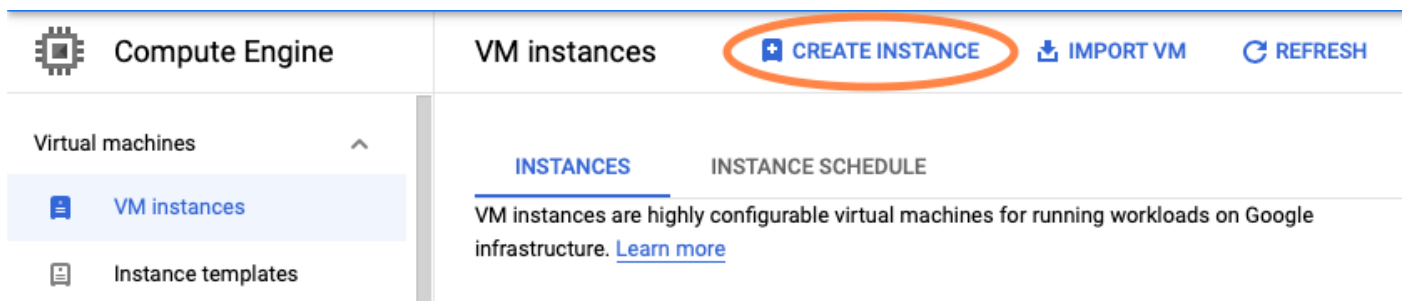 Compute Engine
VM instances
CREATE INSTANCE
IMPORT VM
REFRESH
Virtual machines
VM instances
Instance templates
INSTANCES
INSTANCE SCHEDULE
VM instances are highly configurable virtual machines for running workloads on Google
infrastructure. Learn more